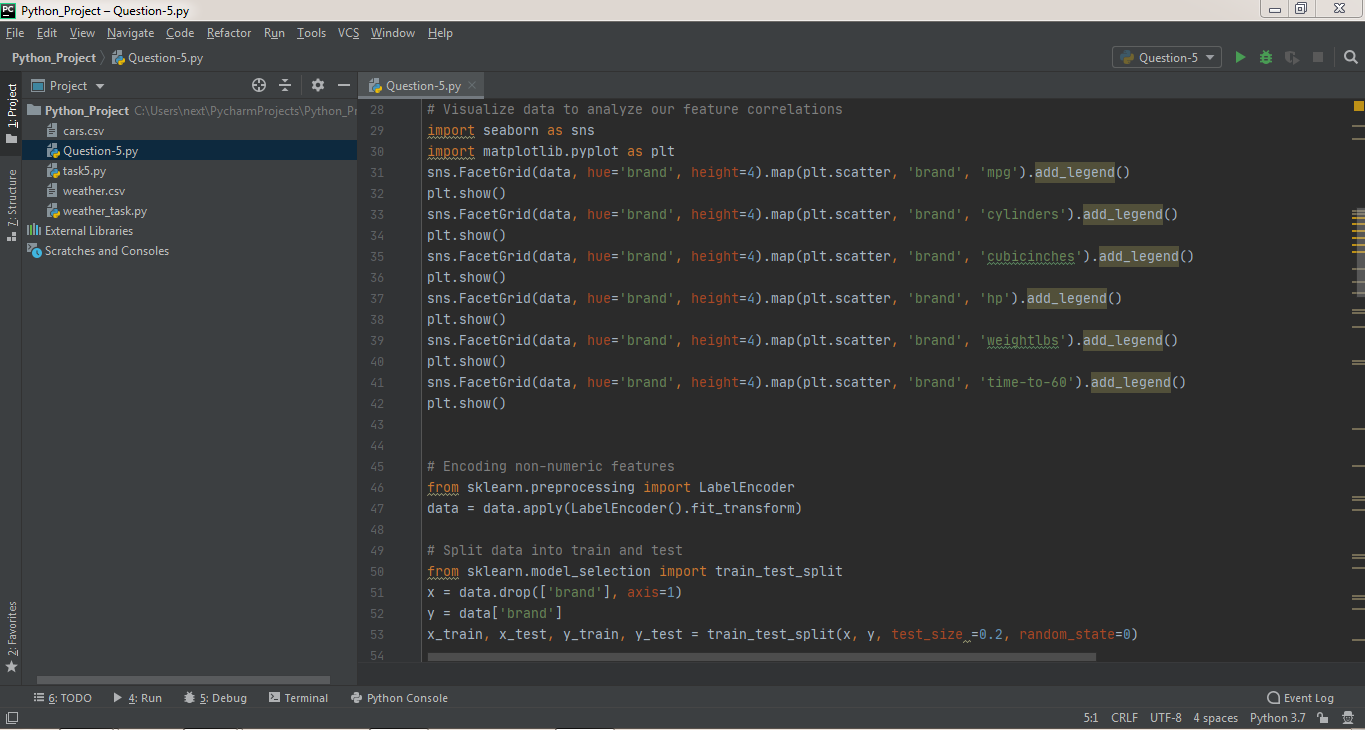 PC Python_Project – Question-5.py
File Edit View Navigate Code Refactor Run Tools VCS Window Help
Python_Project Question-5.py Question-5
1: Project
7: Structure
2: Favorites
Project
Python_Project C:\Users\next\PycharmProjects\Python_Pr
cars.csv
Question-5.py
task5.py
weather.csv
weather_task.py
External Libraries
Scratches and Consoles
Question-5.py
28 # Visualize data to analyze our feature correlations
29 import seaborn as sns
30 import matplotlib.pyplot as plt
31 sns.FacetGrid(data, hue='brand', height=4).map(plt.scatter, 'brand', 'mpg').add_legend()
32 plt.show()
33 sns.FacetGrid(data, hue='brand', height=4).map(plt.scatter, 'brand', 'cylinders').add_legend()
34 plt.show()
35 sns.FacetGrid(data, hue='brand', height=4).map(plt.scatter, 'brand', 'cubicinches').add_legend()
36 plt.show()
37 sns.FacetGrid(data, hue='brand', height=4).map(plt.scatter, 'brand', 'hp').add_legend()
38 plt.show()
39 sns.FacetGrid(data, hue='brand', height=4).map(plt.scatter, 'brand', 'weightlbs').add_legend()
40 plt.show()
41 sns.FacetGrid(data, hue='brand', height=4).map(plt.scatter, 'brand', 'time-to-60').add_legend()
42 plt.show()
43
44
45 # Encoding non-numeric features
46 from sklearn.preprocessing import LabelEncoder
47 data = data.apply(LabelEncoder().fit_transform)
48
49 # Split data into train and test
50 from sklearn.model_selection import train_test_split
51 x = data.drop(['brand'], axis=1)
52 y = data['brand']
53 x_train, x_test, y_train, y_test = train_test_split(x, y, test_size =0.2, random_state=0)
54
6: TODO 4: Run 5: Debug Terminal Python Console Event Log
5:1 CRLF UTF-8 4 spaces Python 3.7